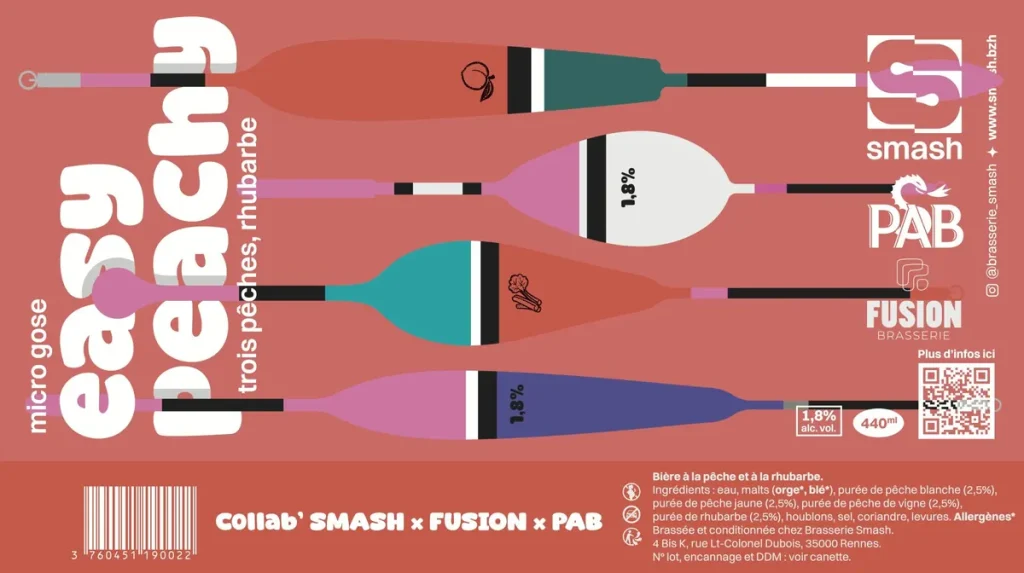 micro gose
easy
peachy
trois pêches, rhubarbe
1,8%
1,8%
smash
PAB
FUSION
BRASSERIE
@brasserie_smash ✦ www.sm sh.bzh
Plus d'infos ici
1,8%
alc. vol.
440ml
3 760451 190022
Collab' SMASH x FUSION x PAB
Bière à la pêche et à la rhubarbe.
Ingrédients : eau, malts (orge*, blé*), purée de pêche blanche (2,5%),
purée de pêche jaune (2,5%), purée de pêche de vigne (2,5%),
purée de rhubarbe (2,5%), houblons, sel, coriandre, levures. Allergènes*
Brassée et conditionnée chez Brasserie Smash.
4 Bis K, rue Lt-Colonel Dubois, 35000 Rennes.
N° lot, encannage et DDM : voir canette.